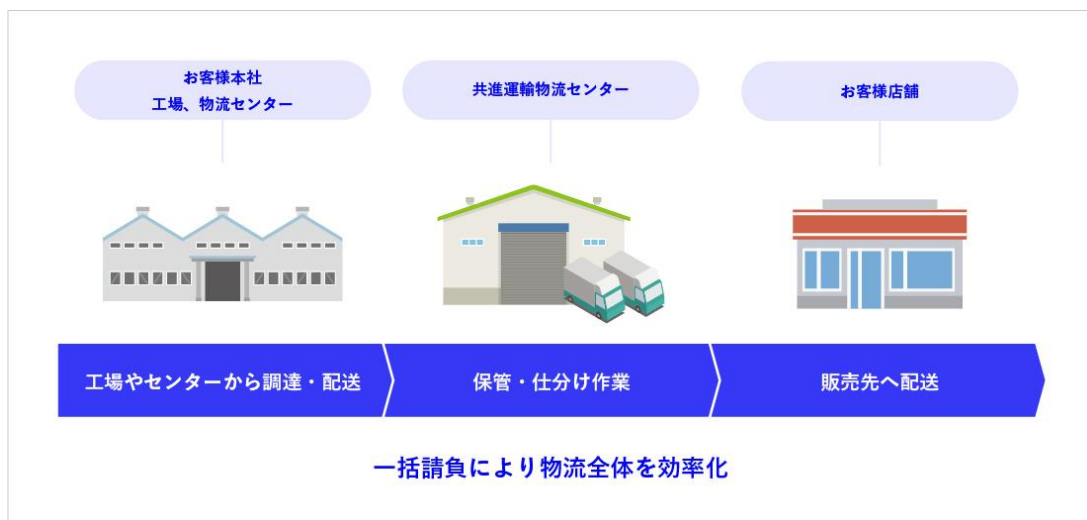 お客様本社
工場、物流センター
共進運輸物流センター
お客様店舗
工場やセンターから調達・配送
保管・仕分け作業
販売先へ配送
一括請負により物流全体を効率化